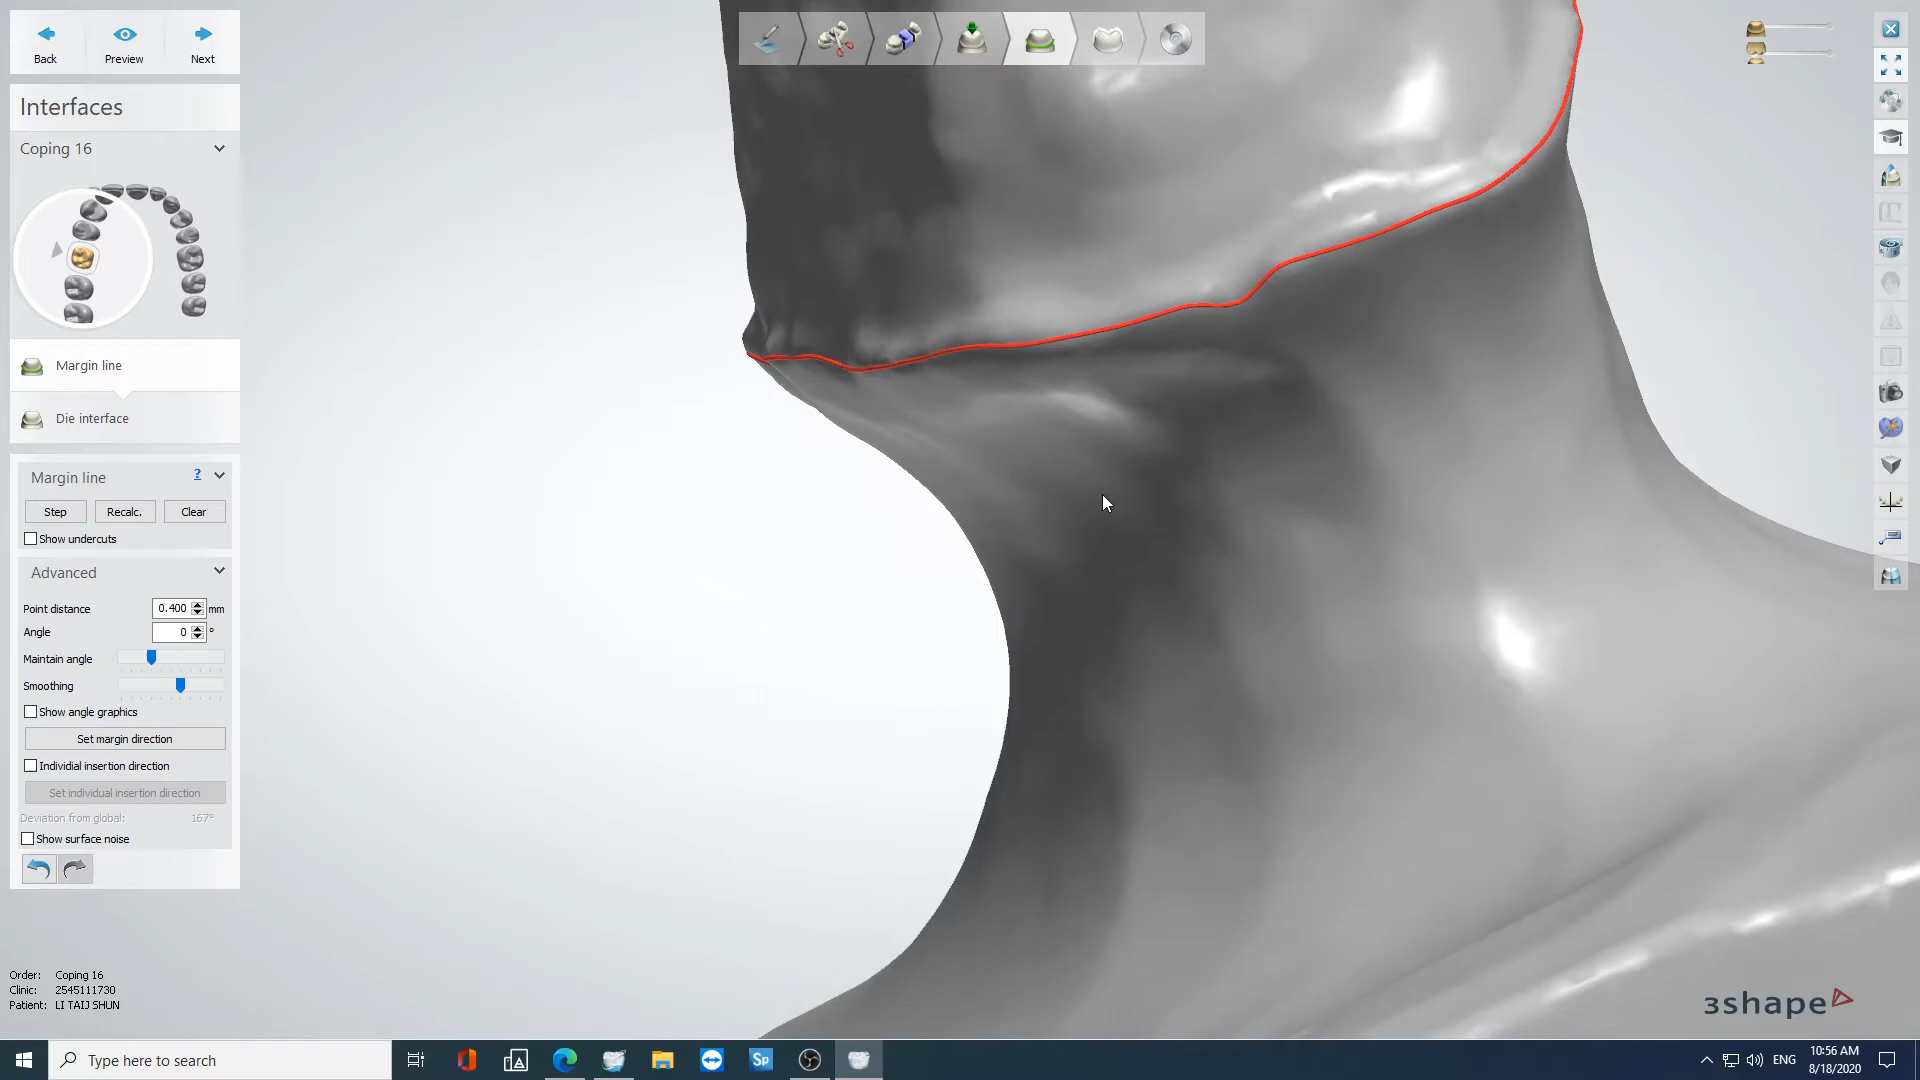 Back
Preview
Next
Interfaces
Coping 16
Margin line
Die interface
Margin line
?
Step
Recalc.
Clear
Show undercuts
Advanced
Point distance
0.400
mm
Angle
0
°
Maintain angle
Smoothing
Show angle graphics
Set margin direction
Individial insertion direction
Set individual insertion direction
Deviation from global:
167°
Show surface noise
Order: Coping 16
Clinic: 2545111730
Patient: LI TAIJ SHUN
3shape
Type here to search
Sp
ENG
10:56 AM
8/18/2020